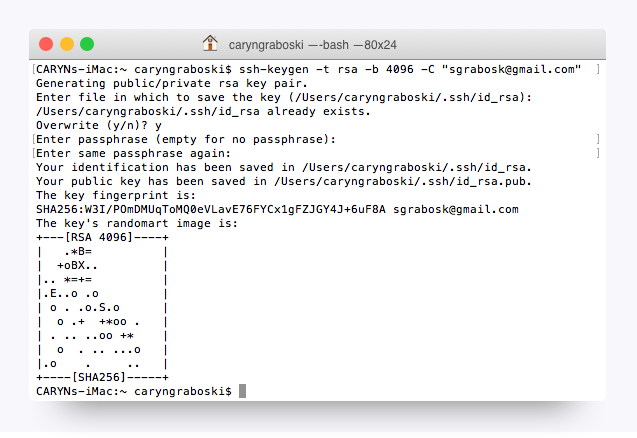 caryngraboski —-bash —80x24
[CARYNs-iMac:~ caryngraboski$ ssh-keygen -t rsa -b 4096 -C "sgrabosk@gmail.com" ]
Generating public/private rsa key pair.
Enter file in which to save the key (/Users/caryngraboski/.ssh/id_rsa):
/Users/caryngraboski/.ssh/id_rsa already exists.
Overwrite (y/n)? y
[Enter passphrase (empty for no passphrase): ]
[Enter same passphrase again: ]
Your identification has been saved in /Users/caryngraboski/.ssh/id_rsa.
Your public key has been saved in /Users/caryngraboski/.ssh/id_rsa.pub.
The key fingerprint is:
SHA256:W3I/POmDMUqToMQ0eVLavE76FYCx1gFZJGY4J+6uF8A sgrabosk@gmail.com
The key's randomart image is:
+---[RSA 4096]----+
|   .*B=          |
|  +oBX..         |
|.. *=+=          |
|.E..o .o         |
| o . .o.S.o      |
|  o .+  +*oo .   |
| . .. ..oo +*    |
|  o  . .. ...o   |
|.o    .     ..   |
+----[SHA256]-----+
CARYNs-iMac:~ caryngraboski$